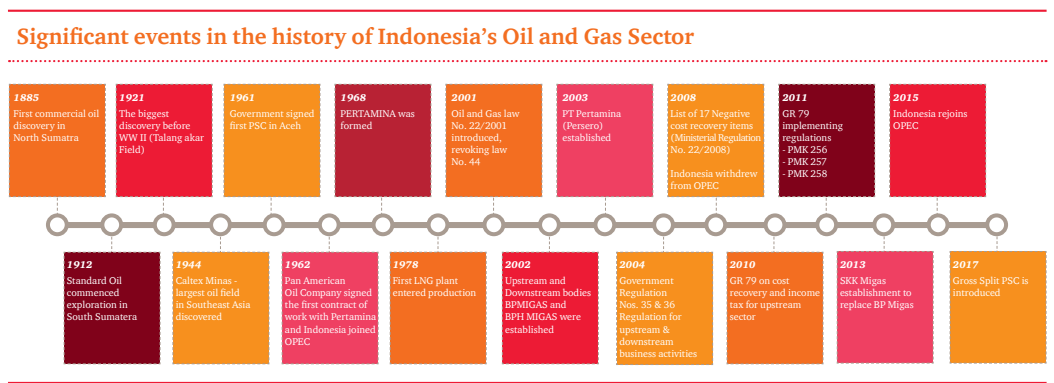 Significant events in the history of Indonesia's Oil and Gas Sector
1885
First commercial oil
discovery in
North Sumatra
1921
The biggest
discovery before
WW II (Talang akar
Field)
1961
Government signed
first PSC in Aceh
1968
PERTAMINA was
formed
2001
Oil and Gas law
No. 22/2001
introduced,
revoking law
No. 44
2003
PT Pertamina
(Persero)
established
2008
List of 17 Negative
cost recovery items
(Ministerial Regulation
No. 22/2008)
Indonesia withdrew
from OPEC
2011
GR 79
implementing
regulations
- PMK 256
- PMK 257
- PMK 258
2015
Indonesia rejoins
OPEC
1912
Standard Oil
commenced
exploration in
South Sumatera
1944
Caltex Minas -
largest oil field
in Southeast Asia
discovered
1962
Pan American
Oil Company signed
the first contract of
work with Pertamina
and Indonesia joined
OPEC
1978
First LNG plant
entered production
2002
Upstream and
Downstream bodies
BPMIGAS and
BPH MIGAS were
established
2004
Government
Regulation
Nos. 35 & 36
Regulation for
upstream &
downstream
business activities
2010
GR 79 on cost
recovery and income
tax for upstream
sector
2013
SKK Migas
establishment to
replace BP Migas
2017
Gross Split PSC is
introduced